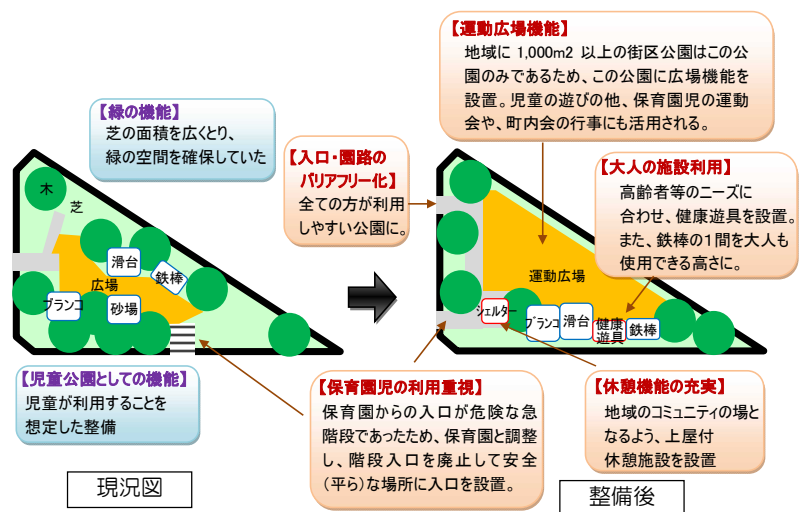 【運動広場機能】
地域に 1,000m2 以上の街区公園はこの公
園のみであるため、この公園に広場機能を
設置。児童の遊びの他、保育園児の運動
会や、町内会の行事にも活用される。
【緑の機能】
芝の面積を広くとり、
緑の空間を確保していた
【入口・園路の
バリアフリー化】
全ての方が利用
しやすい公園に。
【大人の施設利用】
高齢者等のニーズに
合わせ、健康遊具を設置。
また、鉄棒の1間を大人も
使用できる高さに。
木
芝
滑台
鉄棒
広場
ブランコ
砂場
運動広場
シェルター
ブランコ
滑台
健康
遊具
鉄棒
【児童公園としての機能】
児童が利用することを
想定した整備
【保育園児の利用重視】
保育園からの入口が危険な急
階段であったため、保育園と調整
し、階段入口を廃止して安全
(平ら)な場所に入口を設置。
【休憩機能の充実】
地域のコミュニティの場と
なるよう、上屋付
休憩施設を設置
現況図
整備後